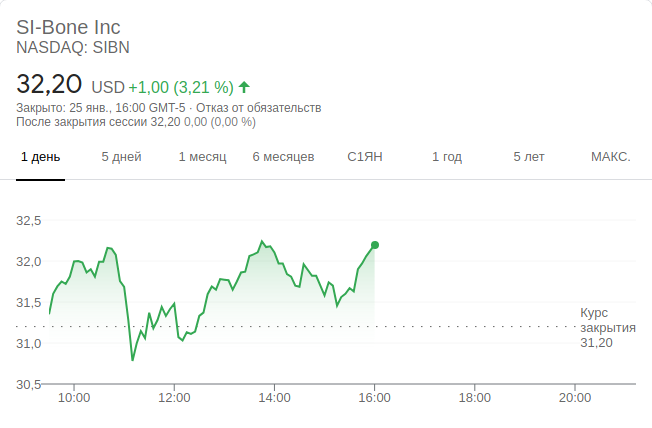 SI-Bone Inc
NASDAQ: SIBN
32,20 USD +1,00 (3,21 %)
Закрыто: 25 янв., 16:00 GMT-5 · Отказ от обязательств
После закрытия сессии 32,20 0,00 (0,00 %)
1 день 5 дней 1 месяц 6 месяцев С1ЯН 1 год 5 лет МАКС.
32,5
32,0
31,5
31,0
30,5
Курс
закрытия
31,20
10:00 12:00 14:00 16:00 18:00 20:00